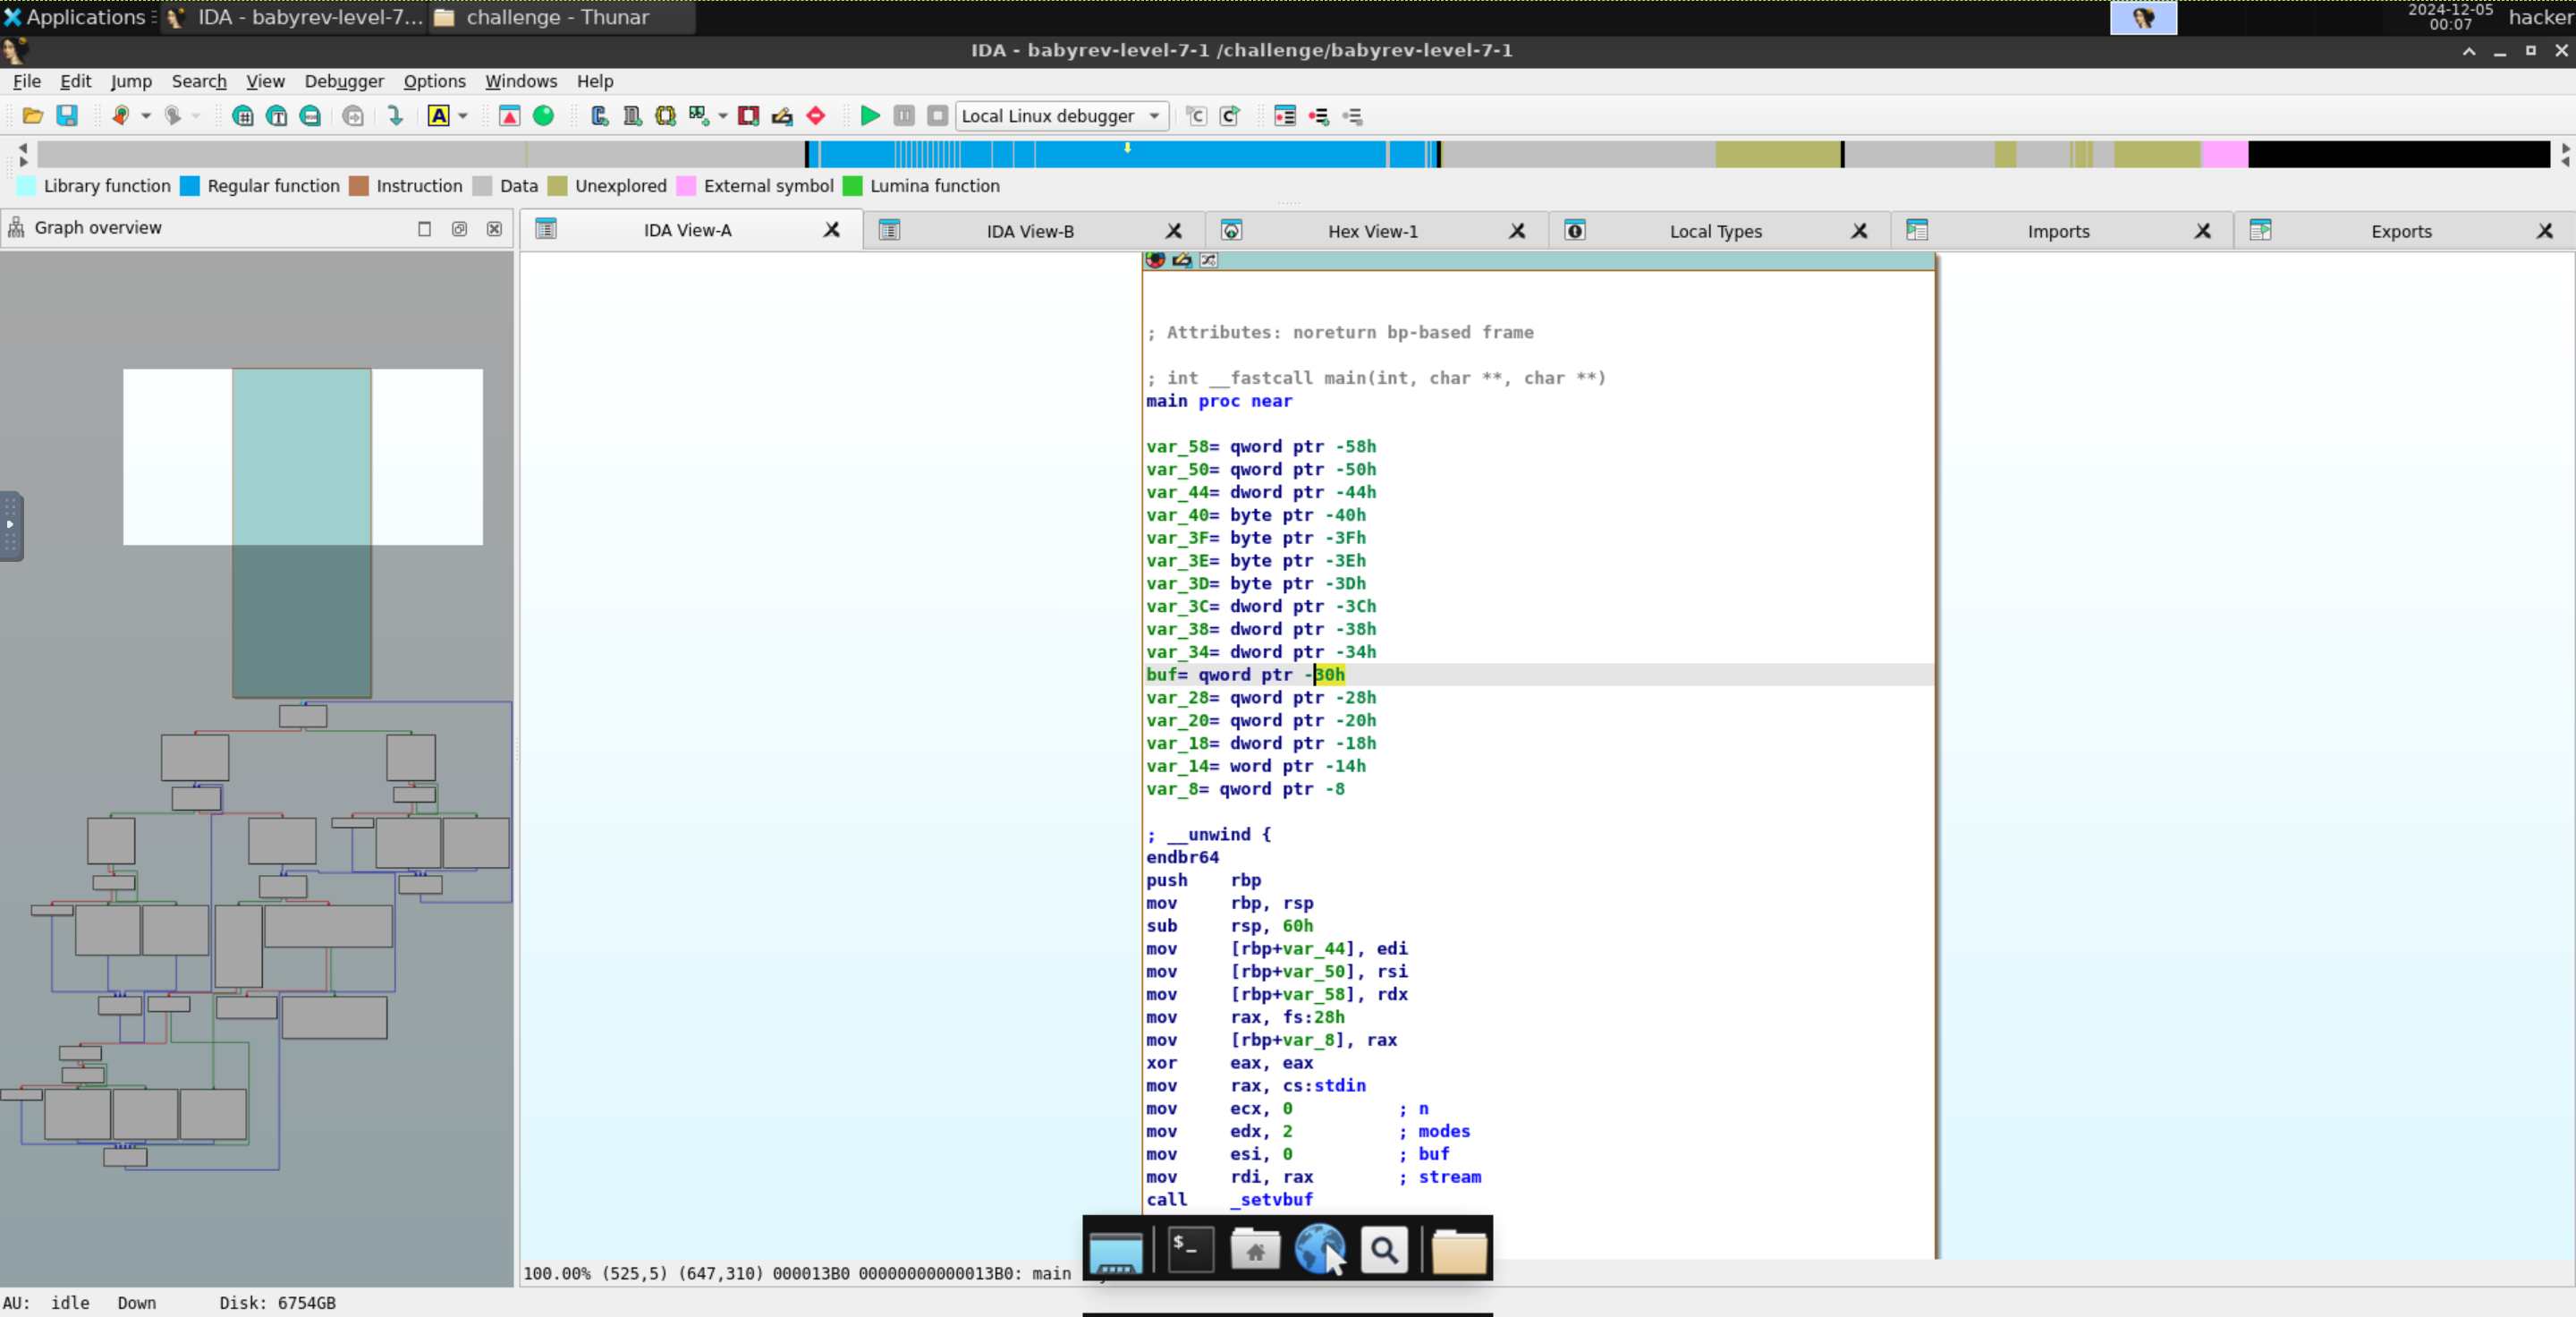 Applications IDA - babyrev-level-7... challenge - Thunar 2024-12-05 00:07 hacker
IDA - babyrev-level-7-1 /challenge/babyrev-level-7-1
File Edit Jump Search View Debugger Options Windows Help
Local Linux debugger
Library function Regular function Instruction Data Unexplored External symbol Lumina function
Graph overview IDA View-A IDA View-B Hex View-1 Local Types Imports Exports
; Attributes: noreturn bp-based frame
; int __fastcall main(int, char **, char **)
main proc near
var_58= qword ptr -58h
var_50= qword ptr -50h
var_44= dword ptr -44h
var_40= byte ptr -40h
var_3F= byte ptr -3Fh
var_3E= byte ptr -3Eh
var_3D= byte ptr -3Dh
var_3C= dword ptr -3Ch
var_38= dword ptr -38h
var_34= dword ptr -34h
buf= qword ptr -30h
var_28= qword ptr -28h
var_20= qword ptr -20h
var_18= dword ptr -18h
var_14= word ptr -14h
var_8= qword ptr -8
; __unwind {
endbr64
push rbp
mov rbp, rsp
sub rsp, 60h
mov [rbp+var_44], edi
mov [rbp+var_50], rsi
mov [rbp+var_58], rdx
mov rax, fs:28h
mov [rbp+var_8], rax
xor eax, eax
mov rax, cs:stdin
mov ecx, 0 ; n
mov edx, 2 ; modes
mov esi, 0 ; buf
mov rdi, rax ; stream
call _setvbuf
100.00% (525,5) (647,310) 000013B0 00000000000013B0: main
AU: idle Down Disk: 6754GB